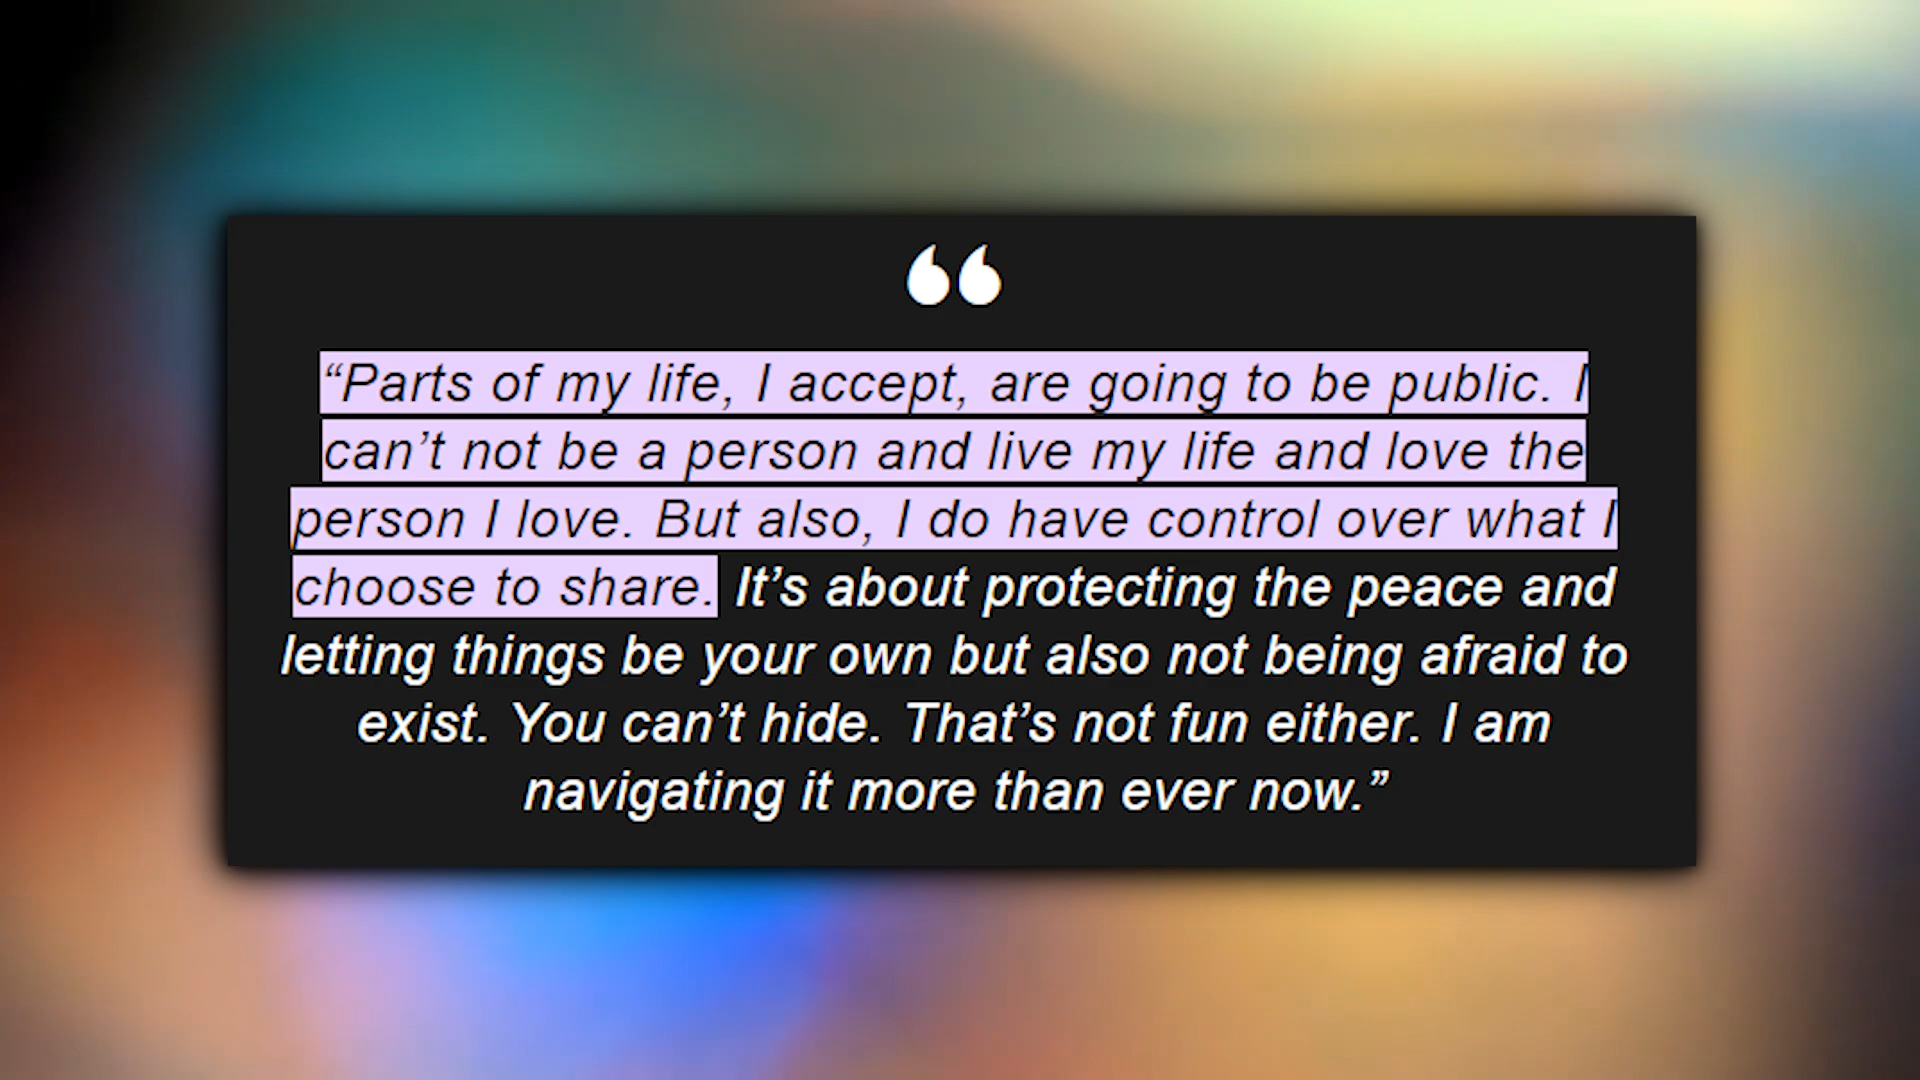 “
“Parts of my life, I accept, are going to be public. I
can’t not be a person and live my life and love the
person I love. But also, I do have control over what I
choose to share. It’s about protecting the peace and
letting things be your own but also not being afraid to
exist. You can’t hide. That’s not fun either. I am
navigating it more than ever now.”